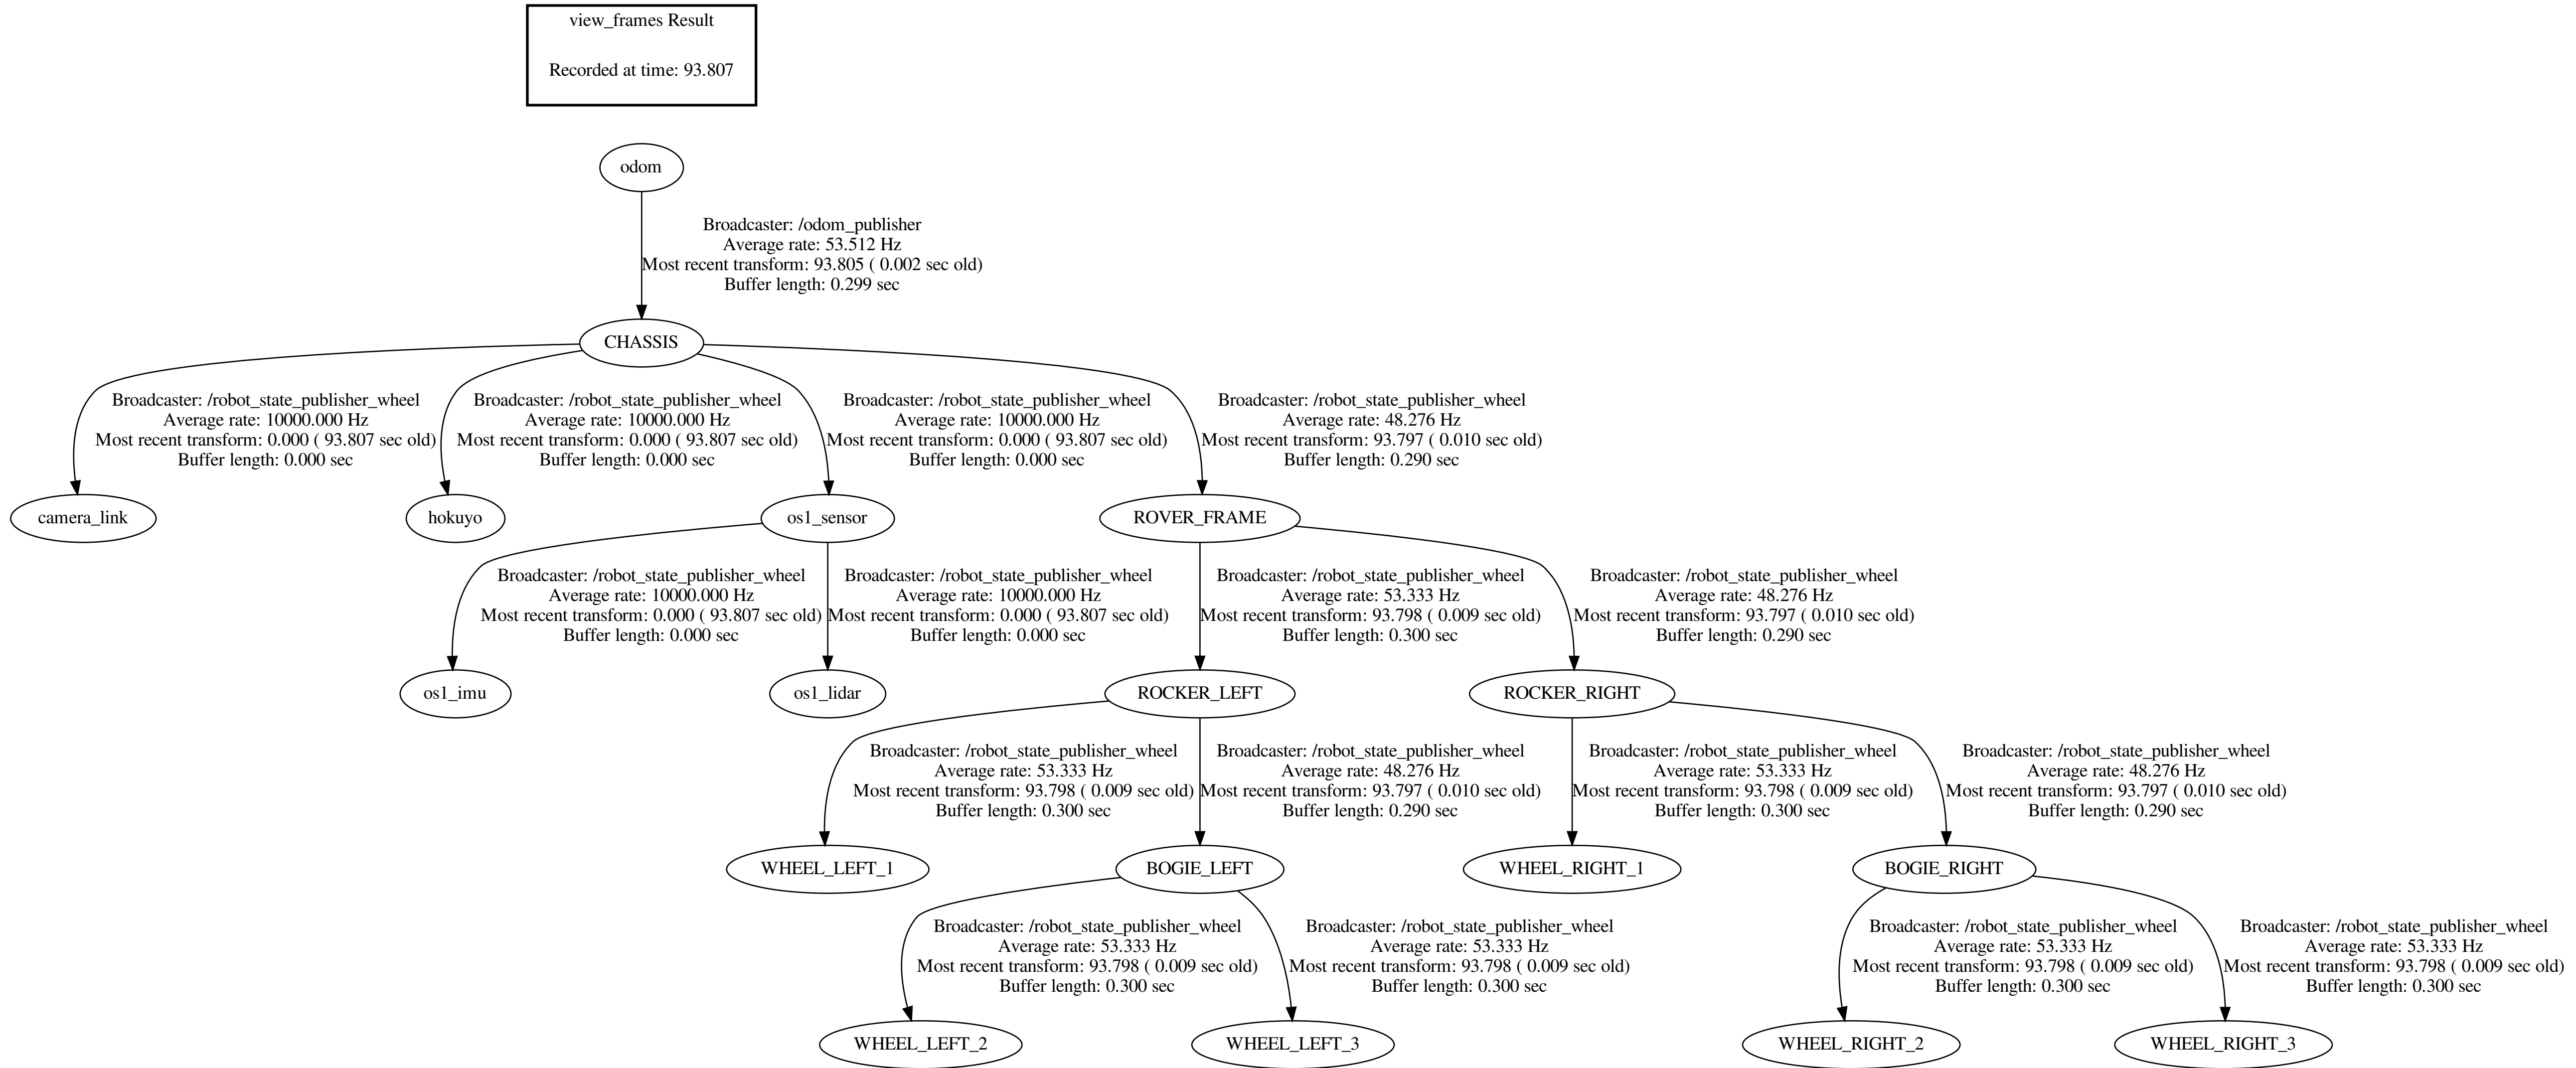 view_frames Result
Recorded at time: 93.807
odom
Broadcaster: /odom_publisher
Average rate: 53.512 Hz
Most recent transform: 93.805 ( 0.002 sec old)
Buffer length: 0.299 sec
CHASSIS
Broadcaster: /robot_state_publisher_wheel
Average rate: 10000.000 Hz
Most recent transform: 0.000 ( 93.807 sec old)
Buffer length: 0.000 sec
Broadcaster: /robot_state_publisher_wheel
Average rate: 10000.000 Hz
Most recent transform: 0.000 ( 93.807 sec old)
Buffer length: 0.000 sec
Broadcaster: /robot_state_publisher_wheel
Average rate: 10000.000 Hz
Most recent transform: 0.000 ( 93.807 sec old)
Buffer length: 0.000 sec
Broadcaster: /robot_state_publisher_wheel
Average rate: 48.276 Hz
Most recent transform: 93.797 ( 0.010 sec old)
Buffer length: 0.290 sec
camera_link
hokuyo
os1_sensor
ROVER_FRAME
Broadcaster: /robot_state_publisher_wheel
Average rate: 10000.000 Hz
Most recent transform: 0.000 ( 93.807 sec old)
Buffer length: 0.000 sec
Broadcaster: /robot_state_publisher_wheel
Average rate: 10000.000 Hz
Most recent transform: 0.000 ( 93.807 sec old)
Buffer length: 0.000 sec
Broadcaster: /robot_state_publisher_wheel
Average rate: 53.333 Hz
Most recent transform: 93.798 ( 0.009 sec old)
Buffer length: 0.300 sec
Broadcaster: /robot_state_publisher_wheel
Average rate: 48.276 Hz
Most recent transform: 93.797 ( 0.010 sec old)
Buffer length: 0.290 sec
os1_imu
os1_lidar
ROCKER_LEFT
ROCKER_RIGHT
Broadcaster: /robot_state_publisher_wheel
Average rate: 53.333 Hz
Most recent transform: 93.798 ( 0.009 sec old)
Buffer length: 0.300 sec
Broadcaster: /robot_state_publisher_wheel
Average rate: 48.276 Hz
Most recent transform: 93.797 ( 0.010 sec old)
Buffer length: 0.290 sec
Broadcaster: /robot_state_publisher_wheel
Average rate: 53.333 Hz
Most recent transform: 93.798 ( 0.009 sec old)
Buffer length: 0.300 sec
Broadcaster: /robot_state_publisher_wheel
Average rate: 48.276 Hz
Most recent transform: 93.797 ( 0.010 sec old)
Buffer length: 0.290 sec
WHEEL_LEFT_1
BOGIE_LEFT
WHEEL_RIGHT_1
BOGIE_RIGHT
Broadcaster: /robot_state_publisher_wheel
Average rate: 53.333 Hz
Most recent transform: 93.798 ( 0.009 sec old)
Buffer length: 0.300 sec
Broadcaster: /robot_state_publisher_wheel
Average rate: 53.333 Hz
Most recent transform: 93.798 ( 0.009 sec old)
Buffer length: 0.300 sec
Broadcaster: /robot_state_publisher_wheel
Average rate: 53.333 Hz
Most recent transform: 93.798 ( 0.009 sec old)
Buffer length: 0.300 sec
Broadcaster: /robot_state_publisher_wheel
Average rate: 53.333 Hz
Most recent transform: 93.798 ( 0.009 sec old)
Buffer length: 0.300 sec
WHEEL_LEFT_2
WHEEL_LEFT_3
WHEEL_RIGHT_2
WHEEL_RIGHT_3